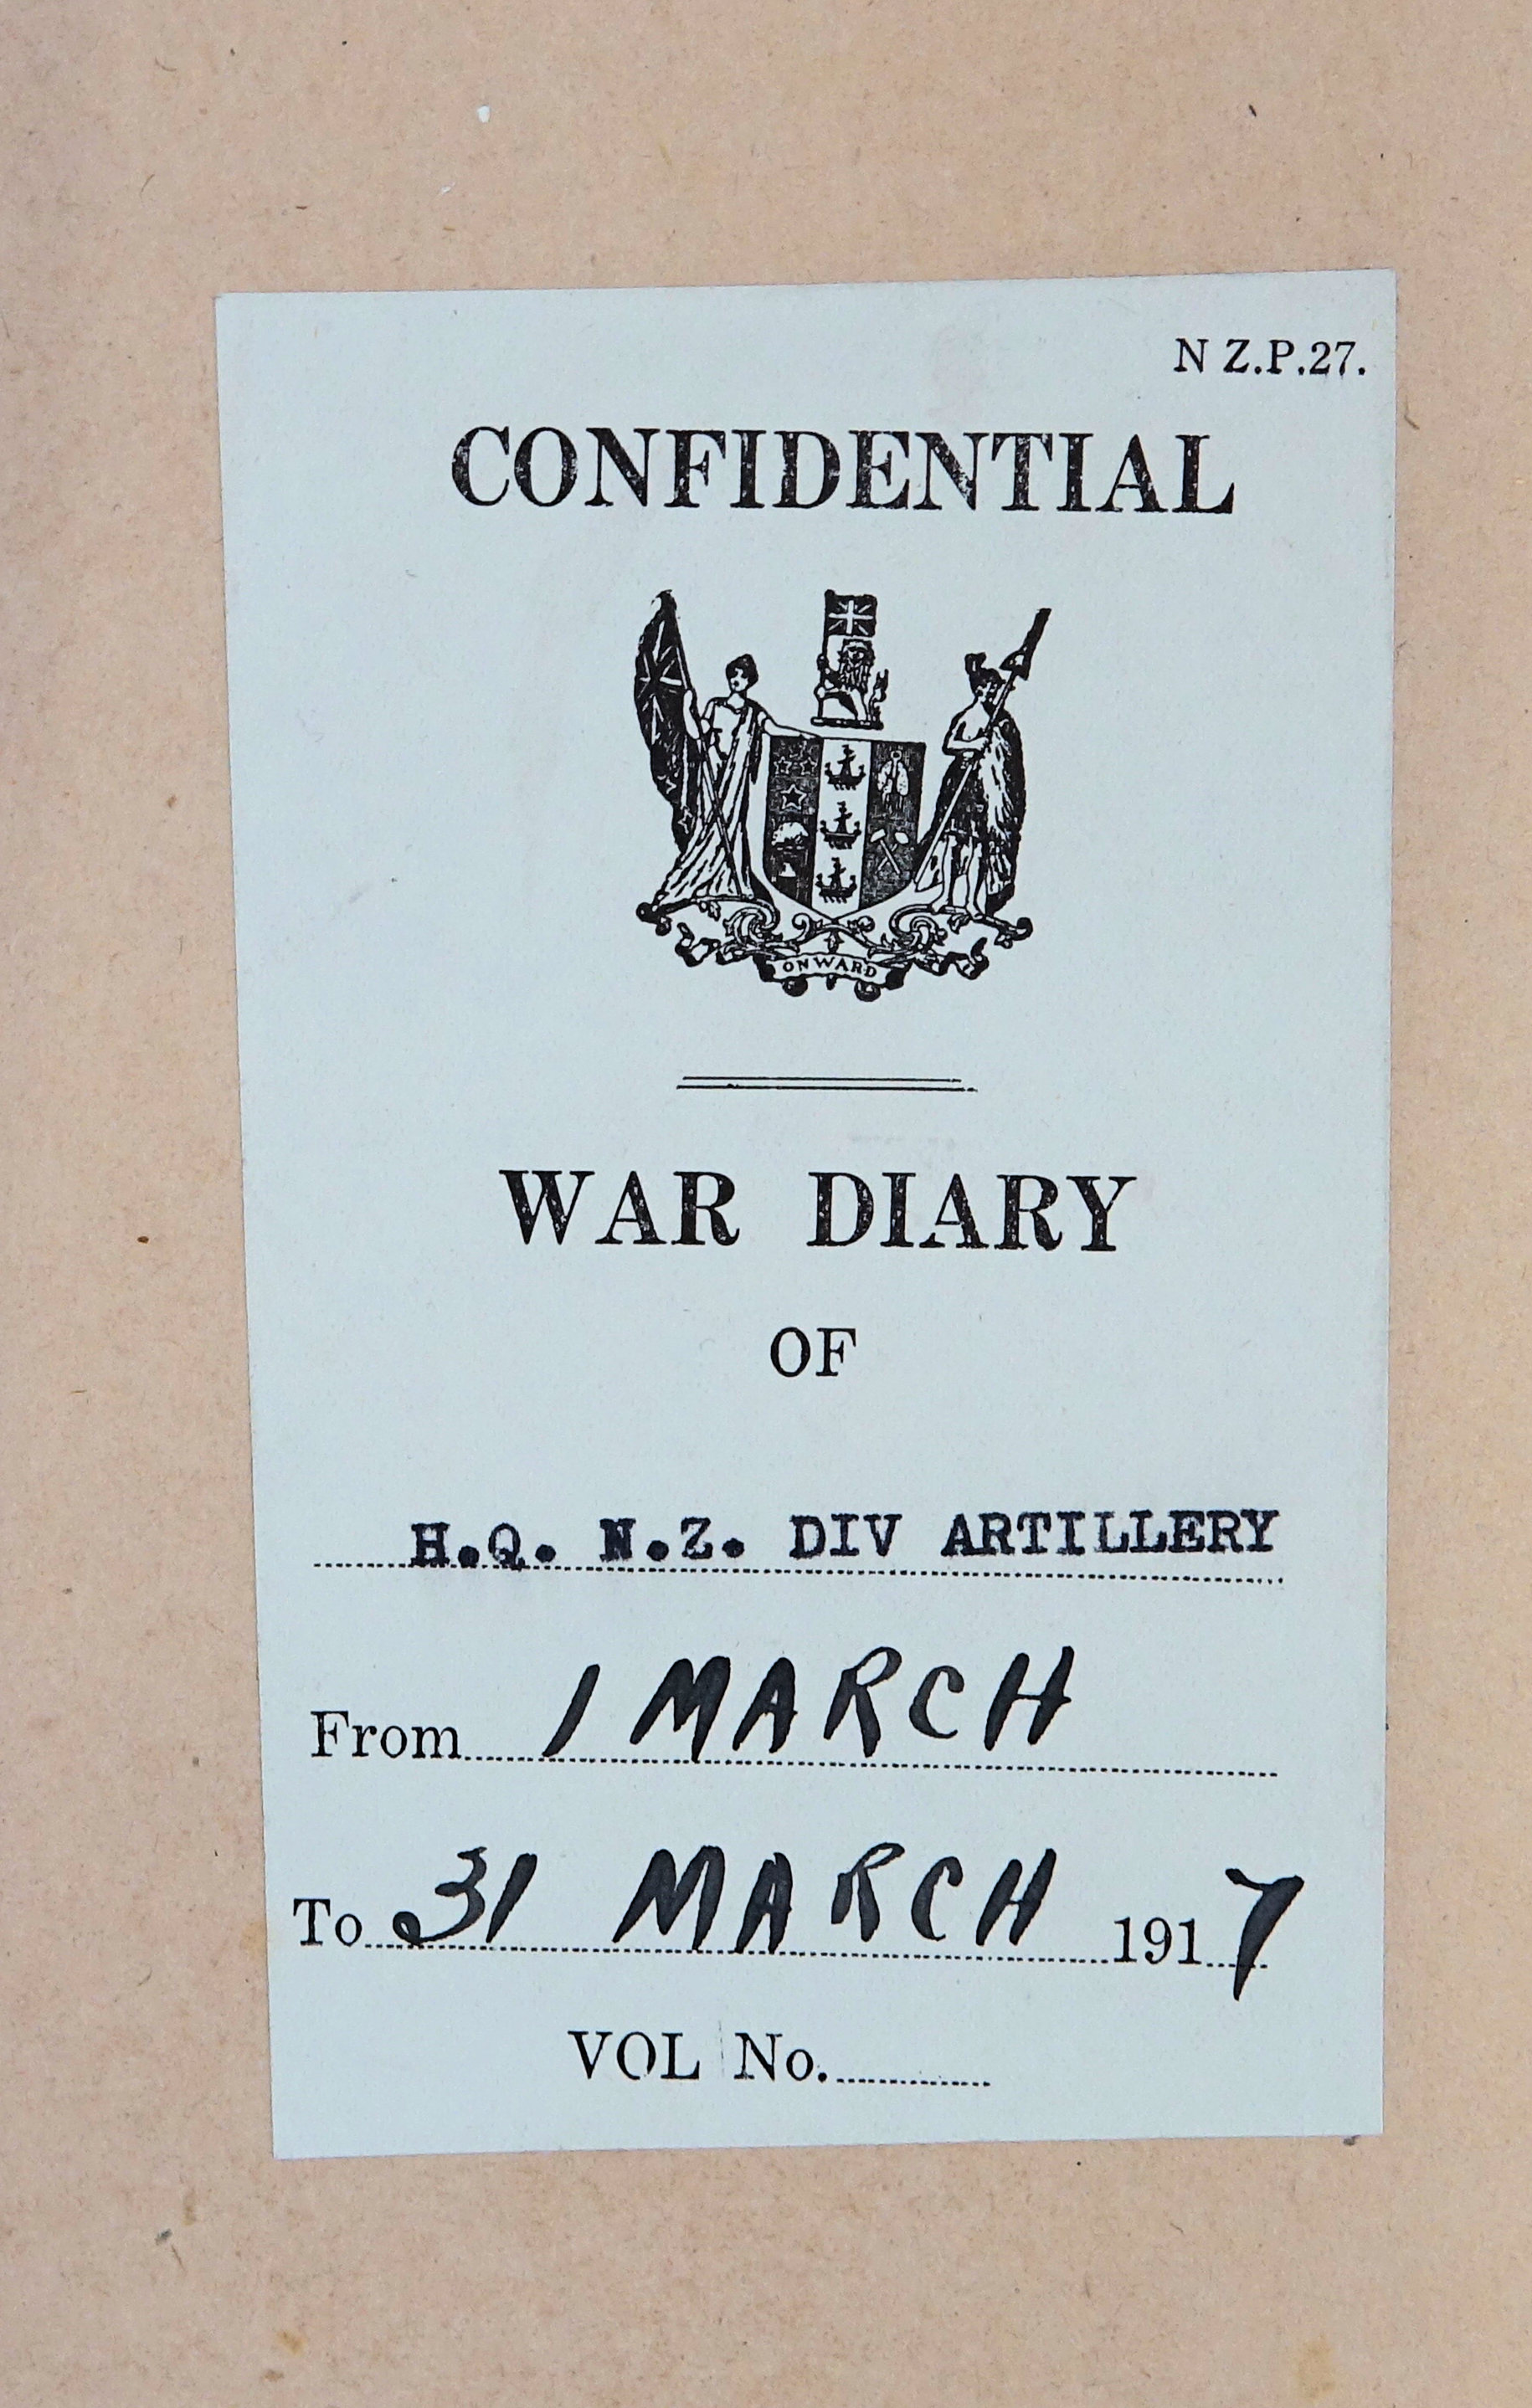 N Z.P.27.
CONFIDENTIAL
ONWARD
WAR DIARY
OF
H.Q. N.Z. DIV ARTILLERY
From 1 MARCH
To 31 MARCH 1917
VOL No.